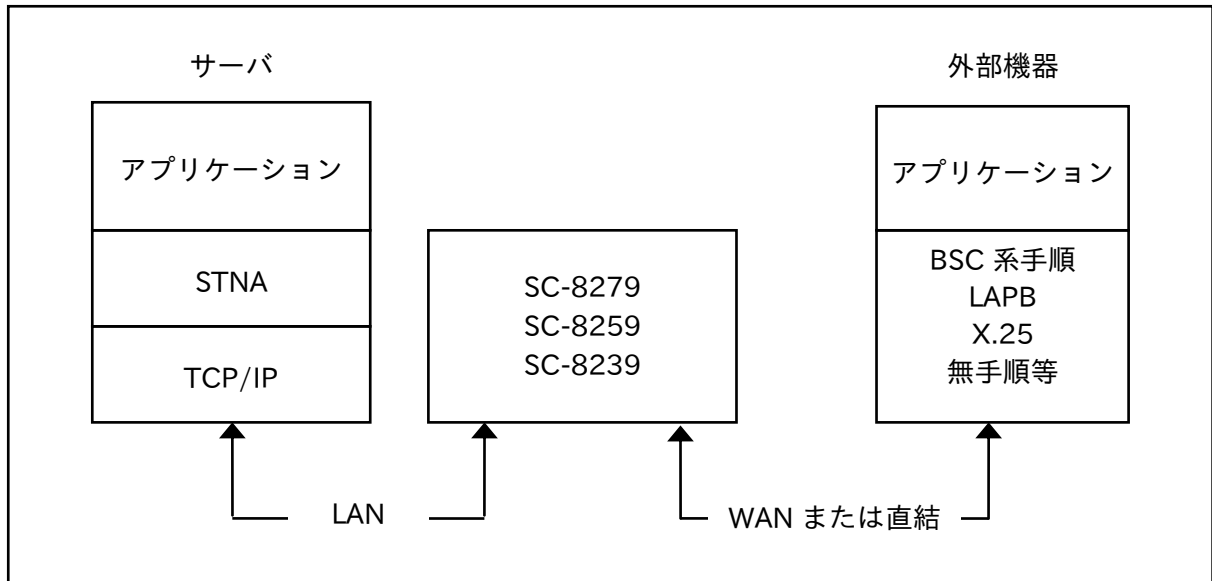 サーバ
外部機器
アプリケーション
STNA
TCP/IP
SC-8279
SC-8259
SC-8239
アプリケーション
BSC 系手順
LAPB
X.25
無手順等
LAN
WAN または直結